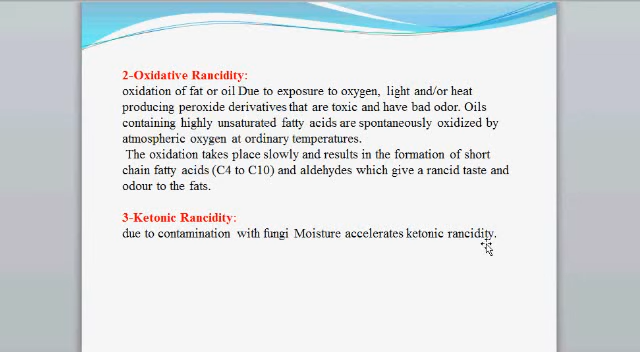 2-Oxidative Rancidity:
oxidation of fat or oil Due to exposure to oxygen, light and/or heat
producing peroxide derivatives that are toxic and have bad odor. Oils
containing highly unsaturated fatty acids are spontaneously oxidized by
atmospheric oxygen at ordinary temperatures.
The oxidation takes place slowly and results in the formation of short
chain fatty acids (C4 to C10) and aldehydes which give a rancid taste and
odour to the fats.
3-Ketonic Rancidity:
due to contamination with fungi Moisture accelerates ketonic rancidity.